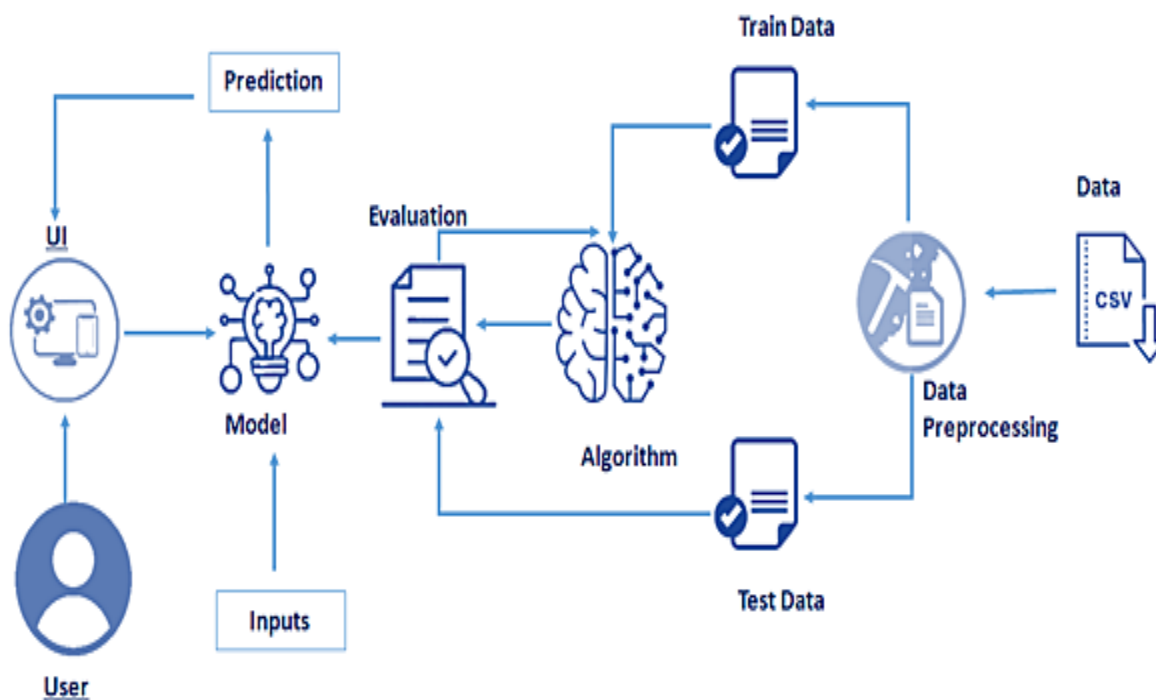 Train Data
Prediction
Data
Evaluation
UI
CSV
Data
Preprocessing
Model
Algorithm
Test Data
Inputs
User